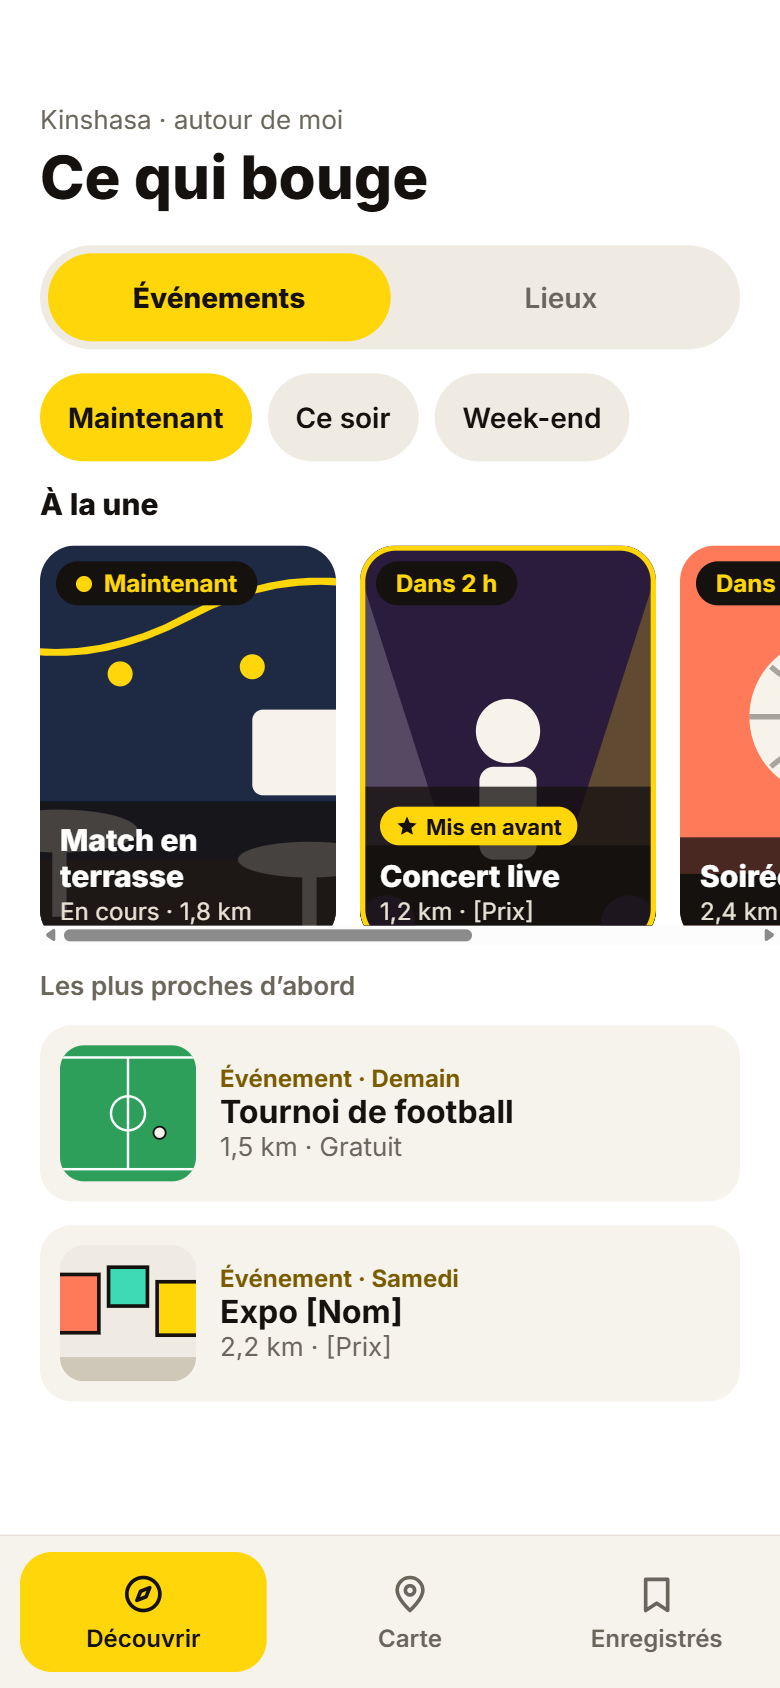 Kinshasa · autour de moi
Ce qui bouge
Événements
Lieux
Maintenant
Ce soir
Week-end
À la une
Maintenant
Match en
terrasse
En cours · 1,8 km
Dans 2 h
Mis en avant
Concert live
1,2 km · [Prix]
Dans
2,4 km
Les plus proches d’abord
Événement · Demain
Tournoi de football
1,5 km · Gratuit
Événement · Samedi
Expo [Nom]
2,2 km · [Prix]
Découvrir
Carte
Enregistrés